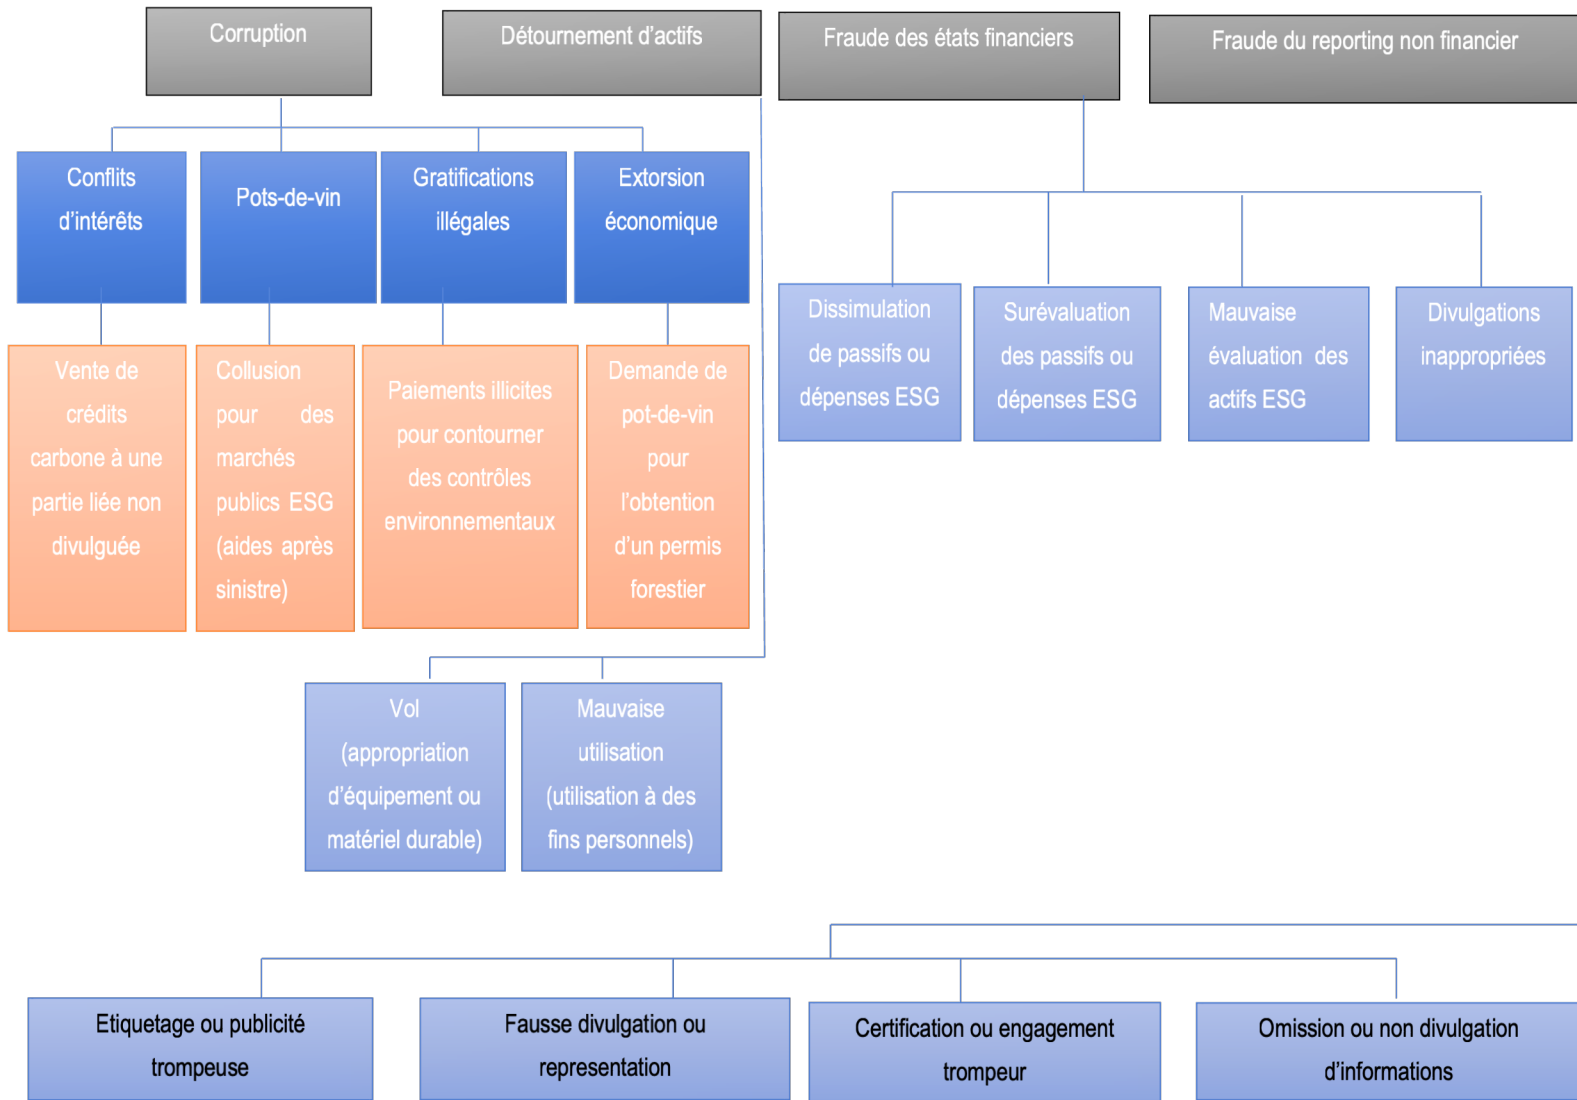 Corruption
Détournement d’actifs
Fraude des états financiers
Fraude du reporting non financier
Conflits
d’intérêts
Pots-de-vin
Gratifications
illégales
Extorsion
économique
Vente de
crédits
carbone à une
partie liée non
divulguée
Collusion
pour des
marchés
publics ESG
(aides après
sinistre)
Paiements illicites
pour contourner
des contrôles
environnementaux
Demande de
pot-de-vin
pour
l’obtention
d’un permis
forestier
Dissimulation
de passifs ou
dépenses ESG
Surévaluation
des passifs ou
dépenses ESG
Mauvaise
évaluation des
actifs ESG
Divulgations
inappropriées
Vol
(appropriation
d’équipement ou
matériel durable)
Mauvaise
utilisation
(utilisation à des
fins personnels)
Etiquetage ou publicité
trompeuse
Fausse divulgation ou
representation
Certification ou engagement
trompeur
Omission ou non divulgation
d’informations